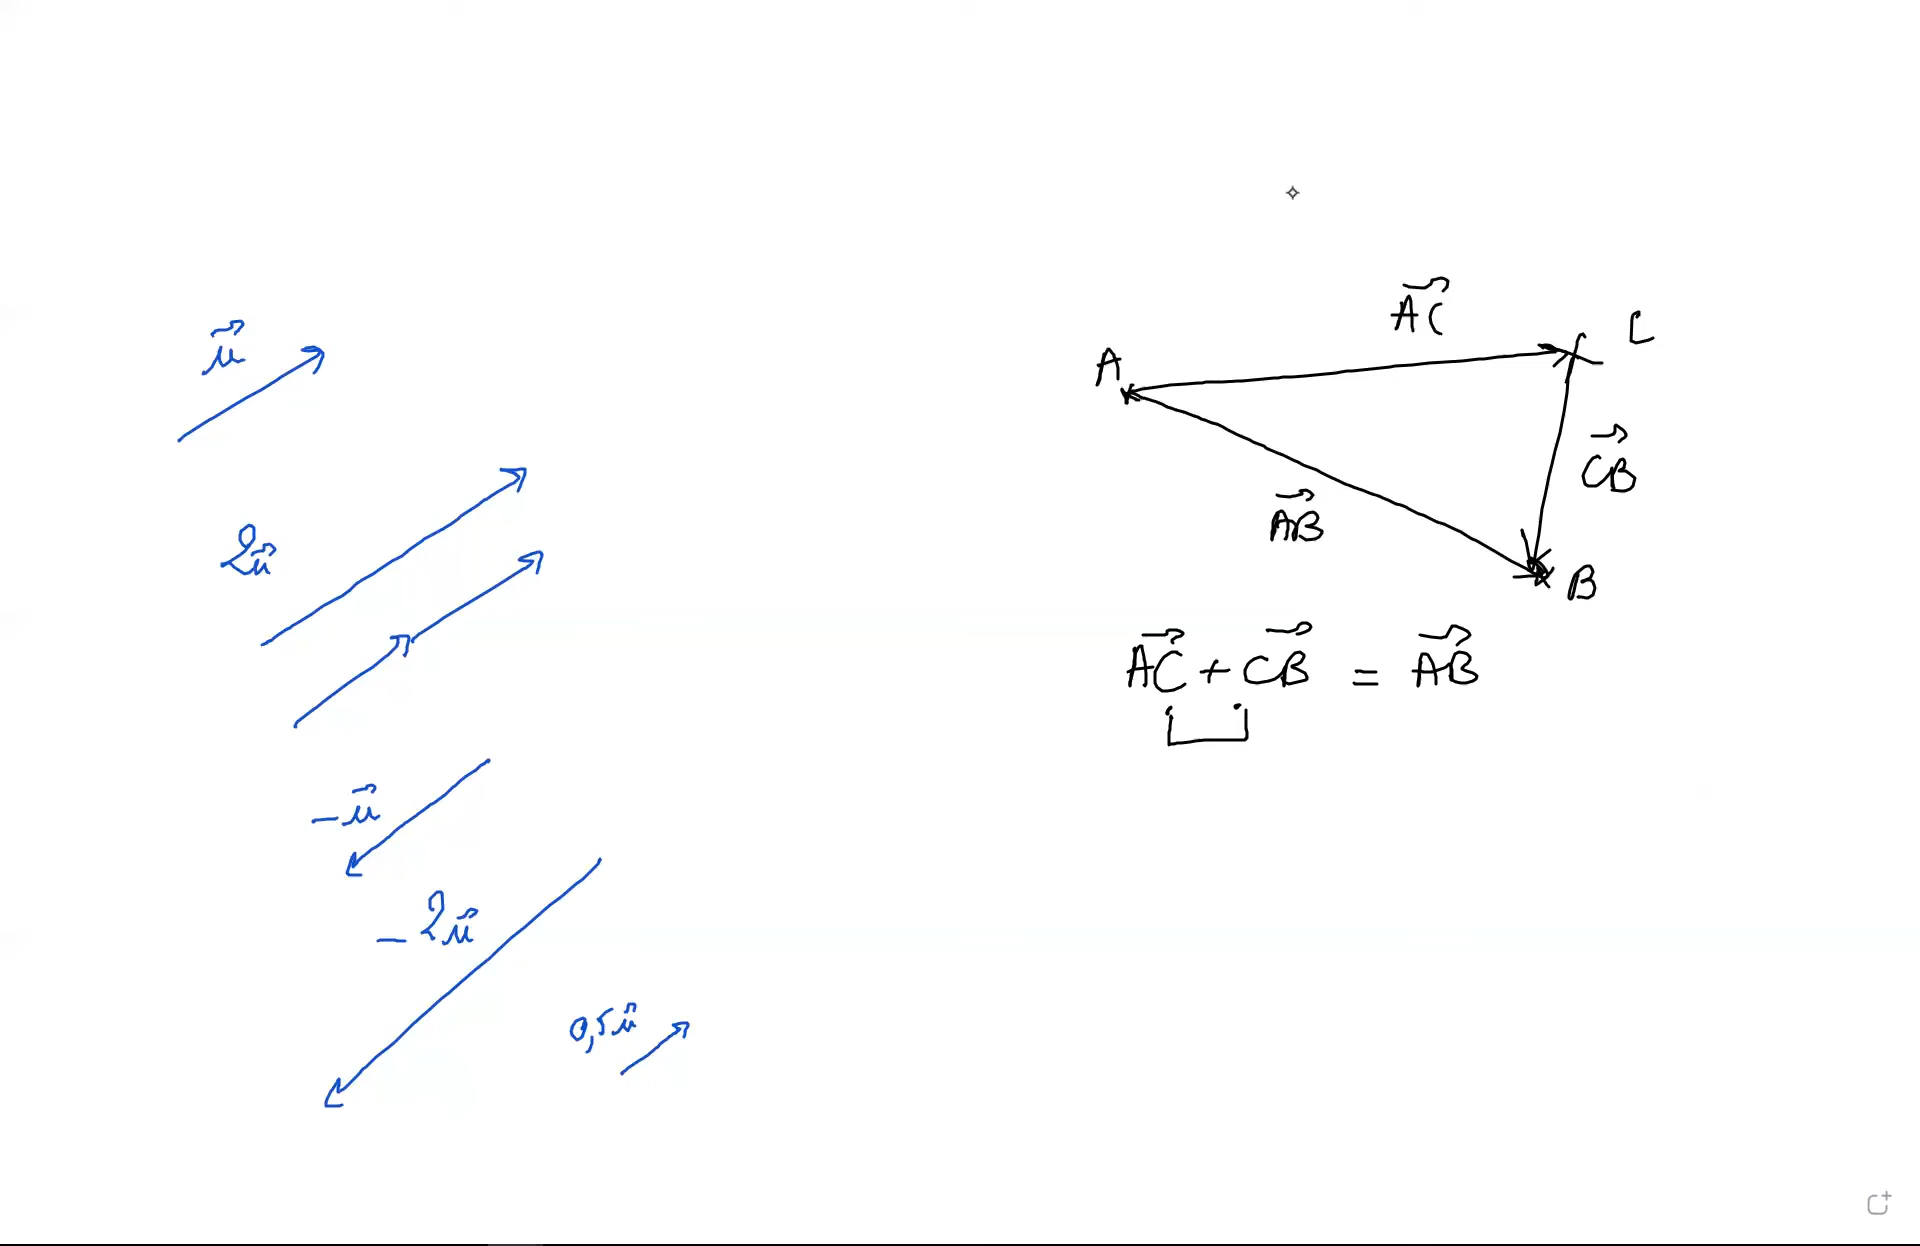 u⃗
2u⃗
-u⃗
-2u⃗
0,5u⃗
AC⃗
C
A
CB⃗
AB⃗
B
AC⃗ + CB⃗ = AB⃗